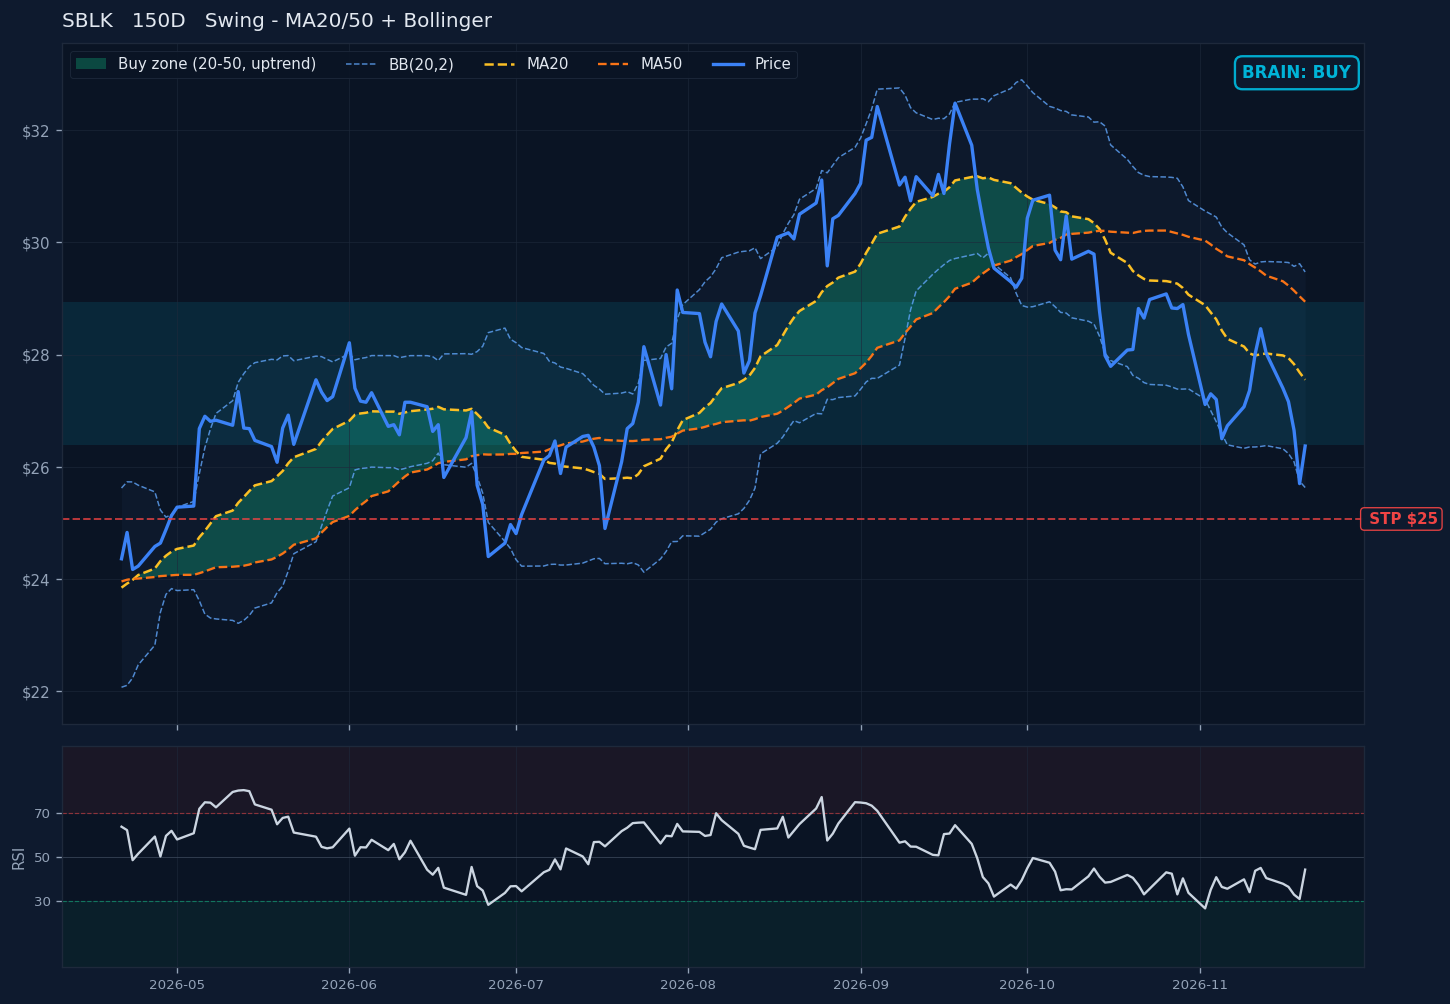 SBLK   150D   Swing - MA20/50 + Bollinger
Buy zone (20-50, uptrend)   BB(20,2)   MA20   MA50   Price
BRAIN: BUY
$32
$30
$28
$26
STP $25
$24
$22
70
50
30
RSI
2026-05   2026-06   2026-07   2026-08   2026-09   2026-10   2026-11